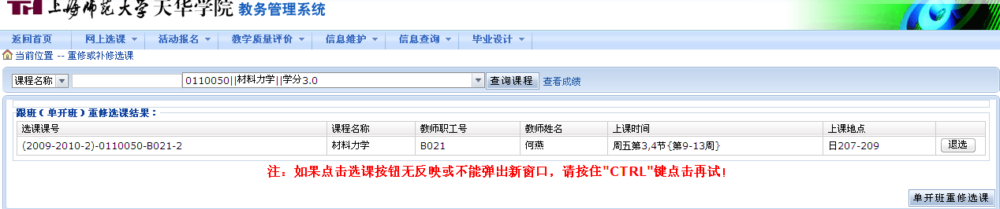 TH 上海师范大学天华学院 教务管理系统
返回首页 网上选课 活动报名 教学质量评价 信息维护 信息查询 毕业设计
当前位置 -- 重修或补修选课
课程名称 0110050||材料力学||学分3.0 查询课程 查看成绩
跟班(单开班)重修选课结果:
选课课号 课程名称 教师职工号 教师姓名 上课时间 上课地点
(2009-2010-2)-0110050-B021-2 材料力学 B021 何燕 周五第3,4节{第9-13周} 日207-209 退选
注:如果点击选课按钮无反映或不能弹出新窗口,请按住"CTRL"键点击再试!
单开班重修选课